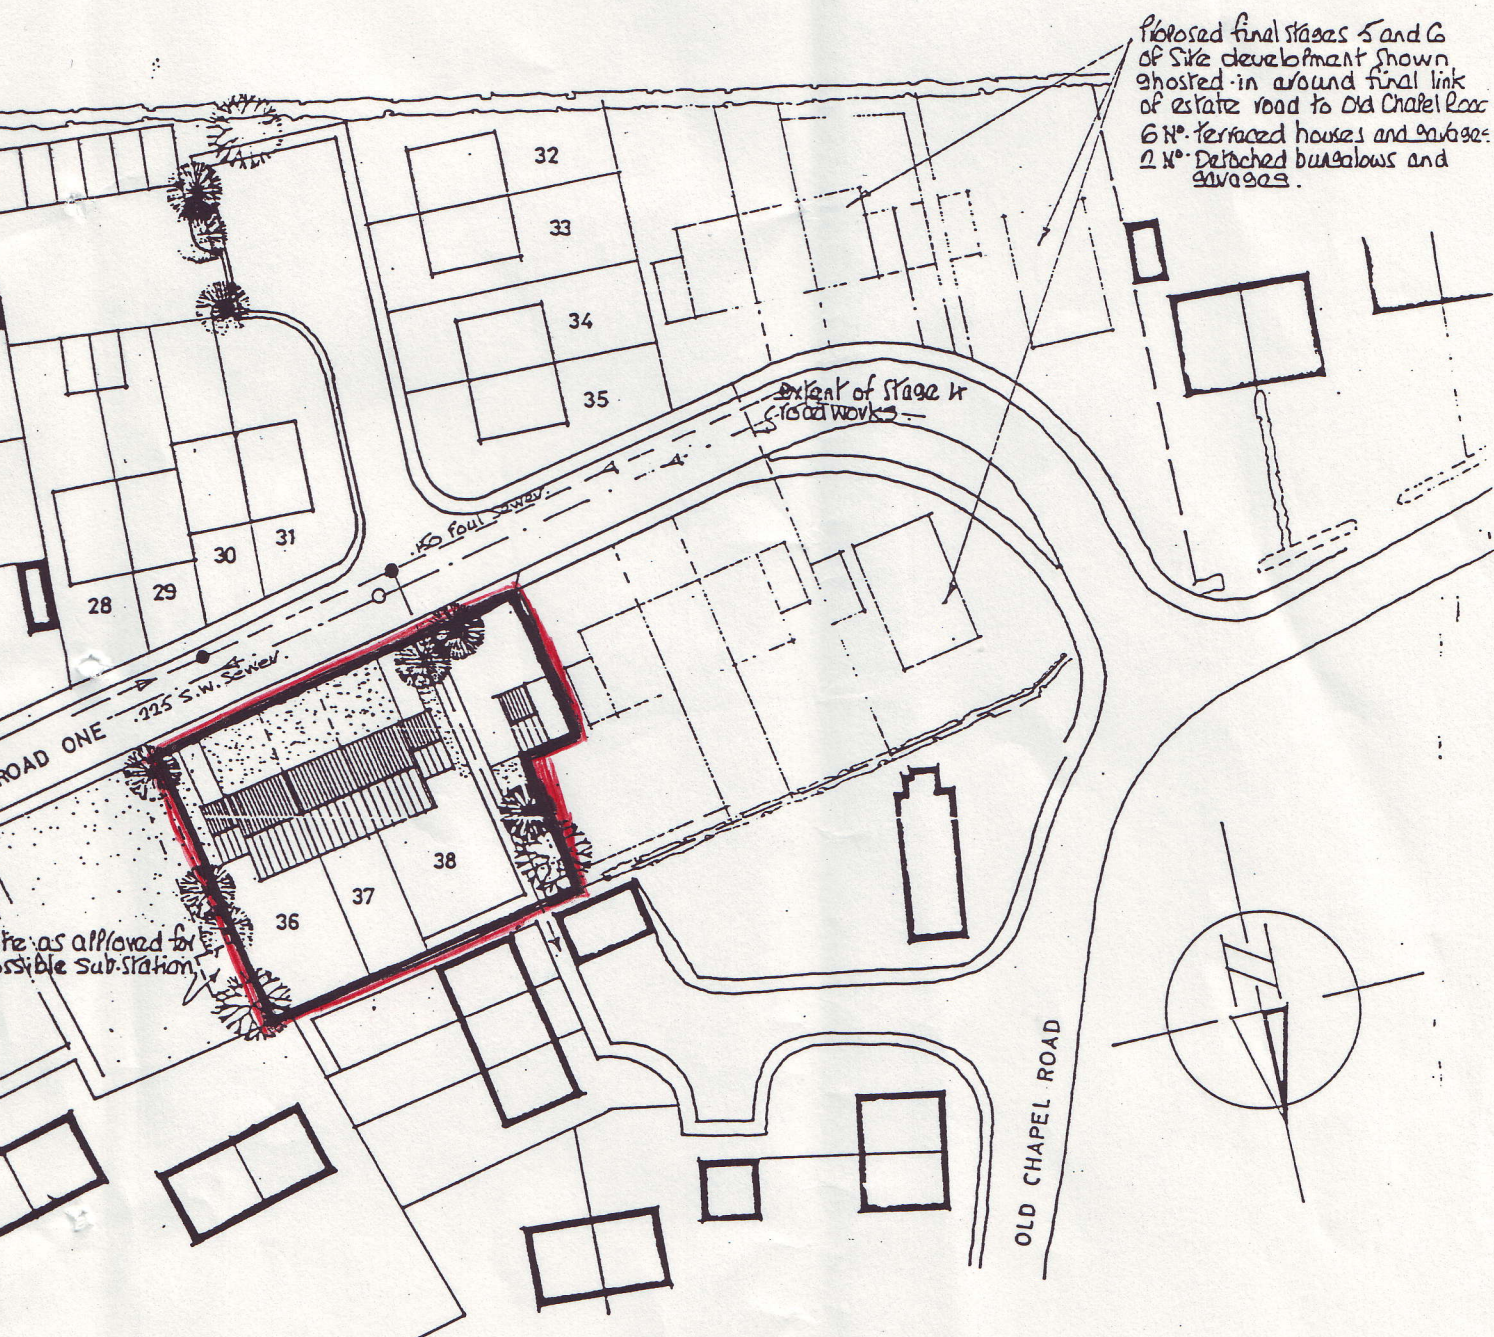 Proposed final stages 5 and 6
of Site development shown
ghosted-in around final link
of estate road to Old Chapel Road
6 Nº. terraced houses and garages
2 Nº. Detached bungalows and
garages.
32
33
34
35
extent of stage 4
roadworks
150 Foul Sewer.
31
30
29
28
225 S.W. Sewer.
ROAD ONE
38
37
36
as approved for
Sub-station
OLD CHAPEL ROAD